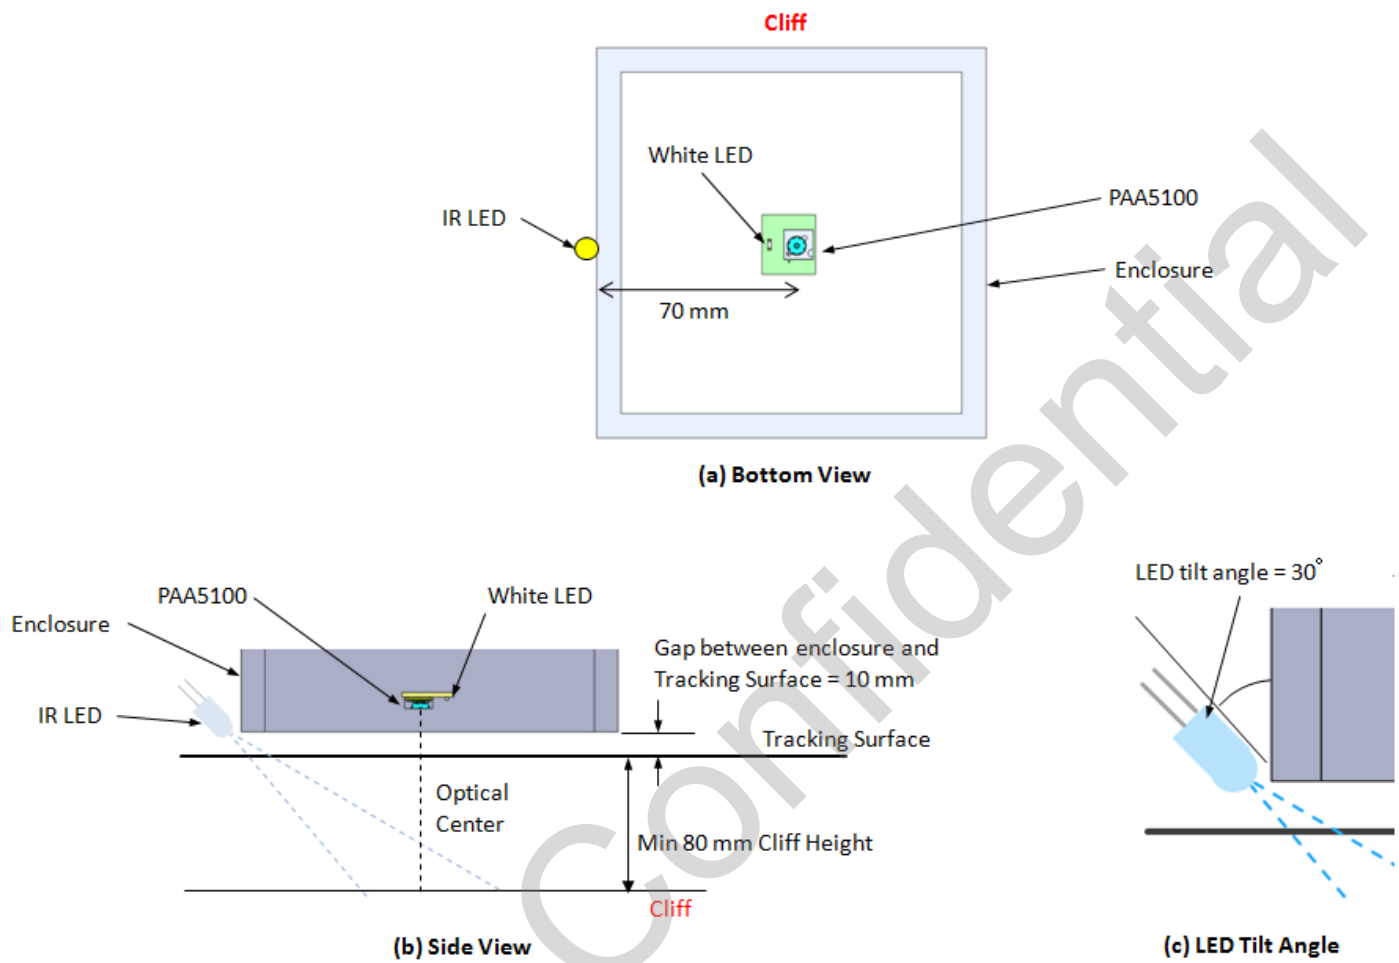 Cliff
White LED
IR LED
PAA5100
Enclosure
70 mm
(a) Bottom View
PAA5100
White LED
Enclosure
IR LED
Gap between enclosure and
Tracking Surface = 10 mm
Tracking Surface
Optical
Center
Min 80 mm Cliff Height
Cliff
(b) Side View
LED tilt angle = 30°
(c) LED Tilt Angle
Confidential